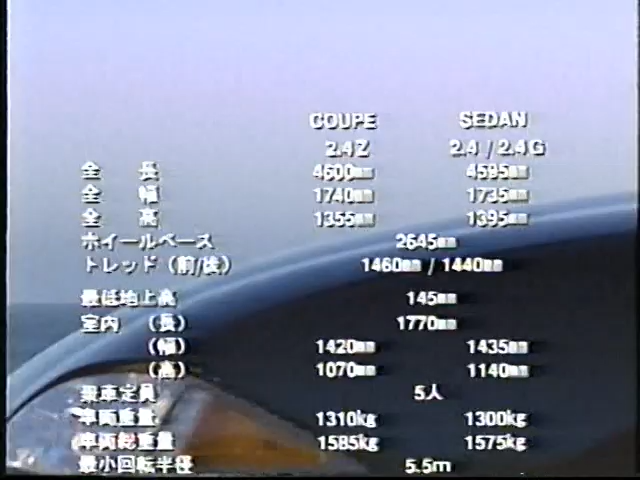 COUPE SEDAN
2.4Z 2.4 / 2.4G
全長 4600mm 4595mm
全幅 1740mm 1735mm
全高 1355mm 1395mm
ホイールベース 2645mm
トレッド（前/後） 1460mm / 1440mm
最低地上高 145mm
室内（長） 1770mm
（幅） 1420mm 1435mm
（高） 1070mm 1140mm
乗車定員 5人
車両重量 1310kg 1300kg
車両総重量 1585kg 1575kg
最小回転半径 5.5m